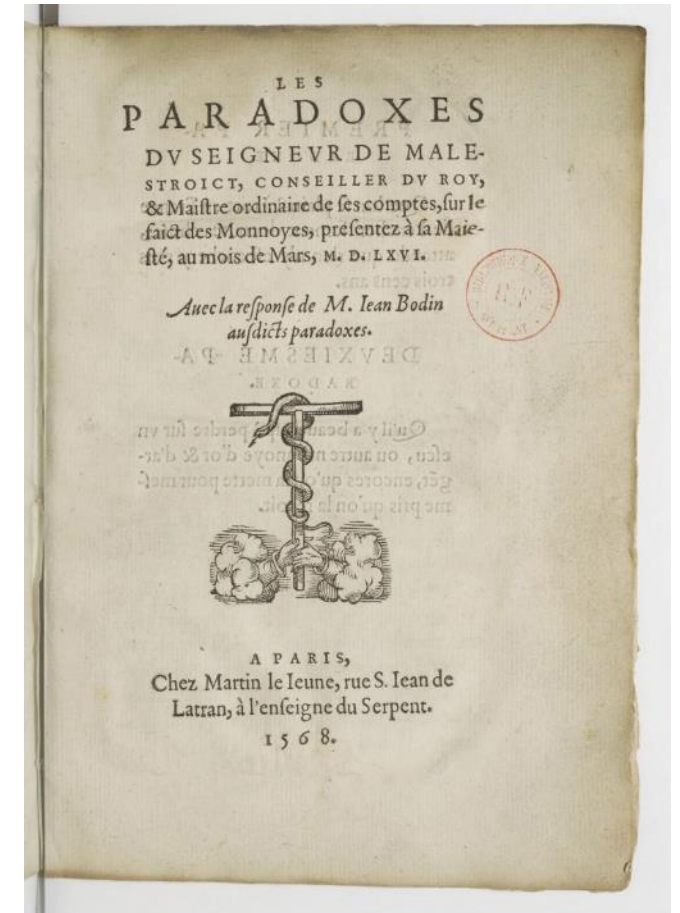 LES
PARADOXES
DV SEIGNEVR DE MALE-
STROICT, CONSEILLER DV ROY,
& Maiſtre ordinaire de ſes comptes, ſur le
faict des Monnoyes, preſentez à ſa Maie-
ſté, au mois de Mars, M. D. LXVI.
Auec la reſponſe de M. Iean Bodin
auſdicts paradoxes.
A PARIS,
Chez Martin le Ieune, rue S. Iean de
Latran, à l'enſeigne du Serpent.
1568.